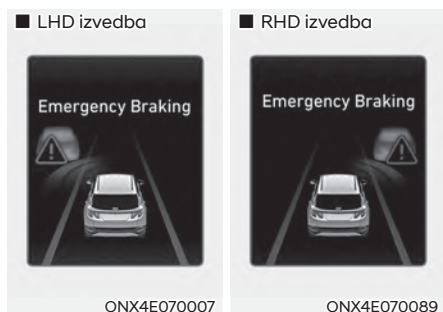 ■ LHD izvedba
Emergency Braking
ONX4E070007
■ RHD izvedba
Emergency Braking
ONX4E070089